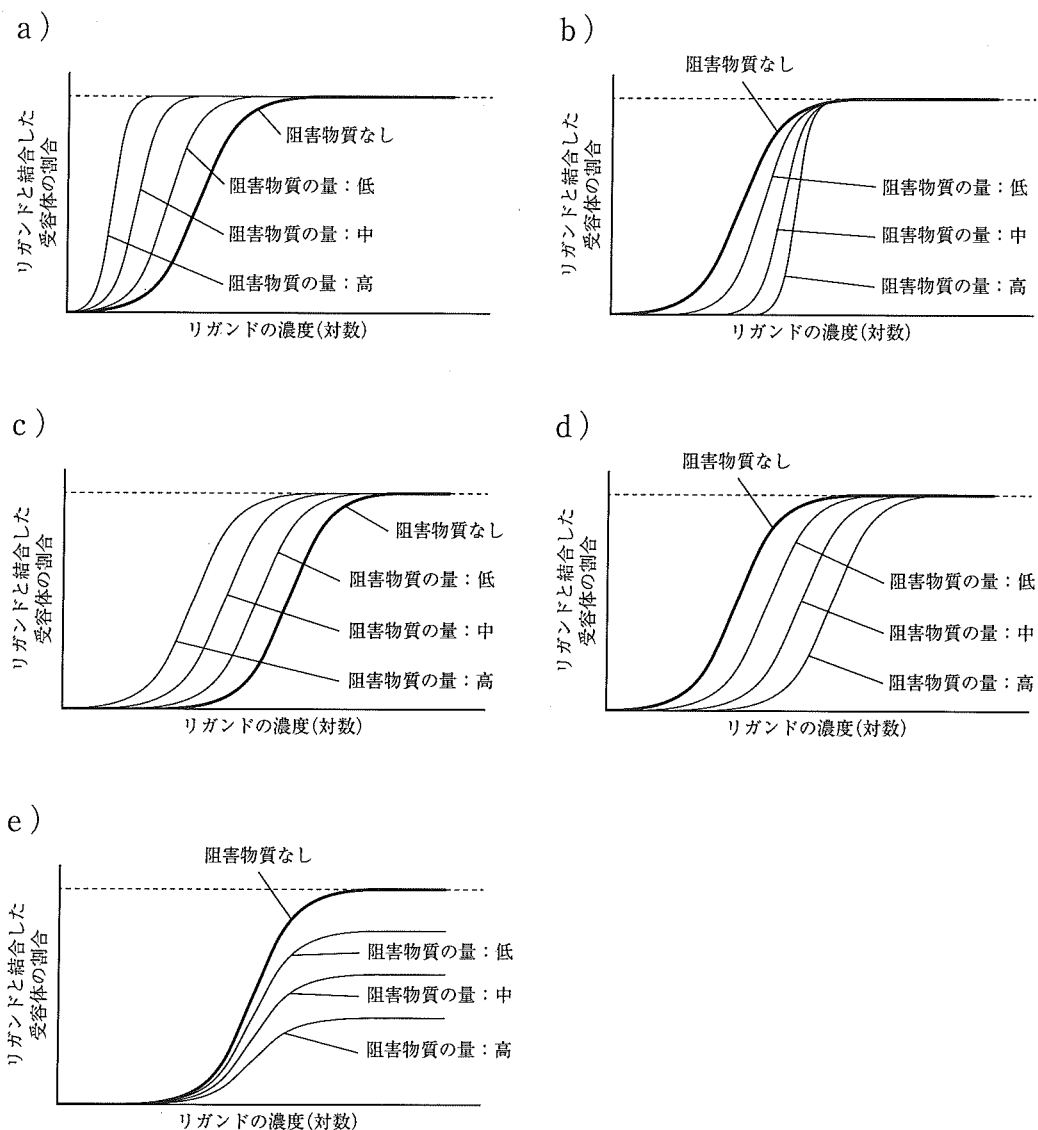 a)
リガンドと結合した
受容体の割合
阻害物質なし
阻害物質の量：低
阻害物質の量：中
阻害物質の量：高
リガンドの濃度(対数)
b)
阻害物質なし
リガンドと結合した
受容体の割合
阻害物質の量：低
阻害物質の量：中
阻害物質の量：高
リガンドの濃度(対数)
c)
リガンドと結合した
受容体の割合
阻害物質なし
阻害物質の量：低
阻害物質の量：中
阻害物質の量：高
リガンドの濃度(対数)
d)
阻害物質なし
リガンドと結合した
受容体の割合
阻害物質の量：低
阻害物質の量：中
阻害物質の量：高
リガンドの濃度(対数)
e)
阻害物質なし
リガンドと結合した
受容体の割合
阻害物質の量：低
阻害物質の量：中
阻害物質の量：高
リガンドの濃度(対数)